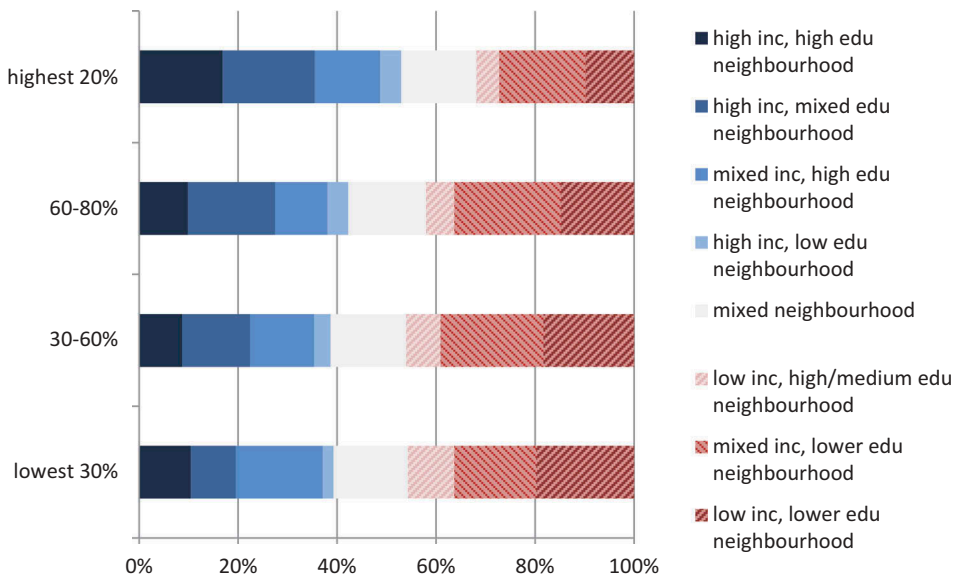 highest 20%
60-80%
30-60%
lowest 30%
0%
20%
40%
60%
80%
100%
high inc, high edu
neighbourhood
high inc, mixed edu
neighbourhood
mixed inc, high edu
neighbourhood
high inc, low edu
neighbourhood
mixed neighbourhood
low inc, high/medium edu
neighbourhood
mixed inc, lower edu
neighbourhood
low inc, lower edu
neighbourhood